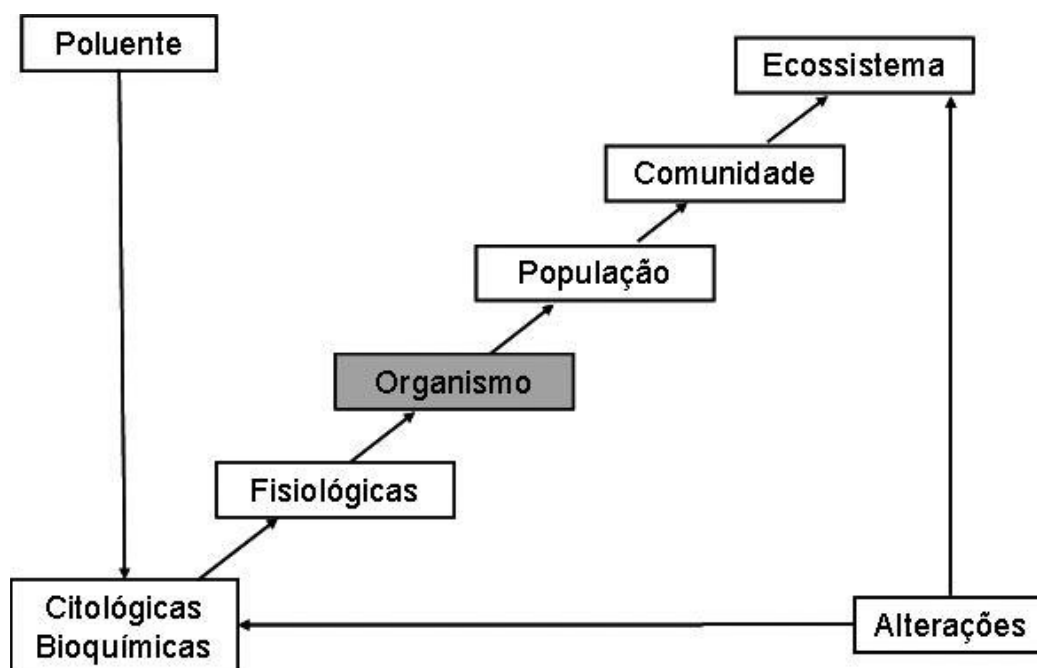 Poluente
Ecossistema
Comunidade
População
Organismo
Fisiológicas
Citológicas
Bioquímicas
Alterações